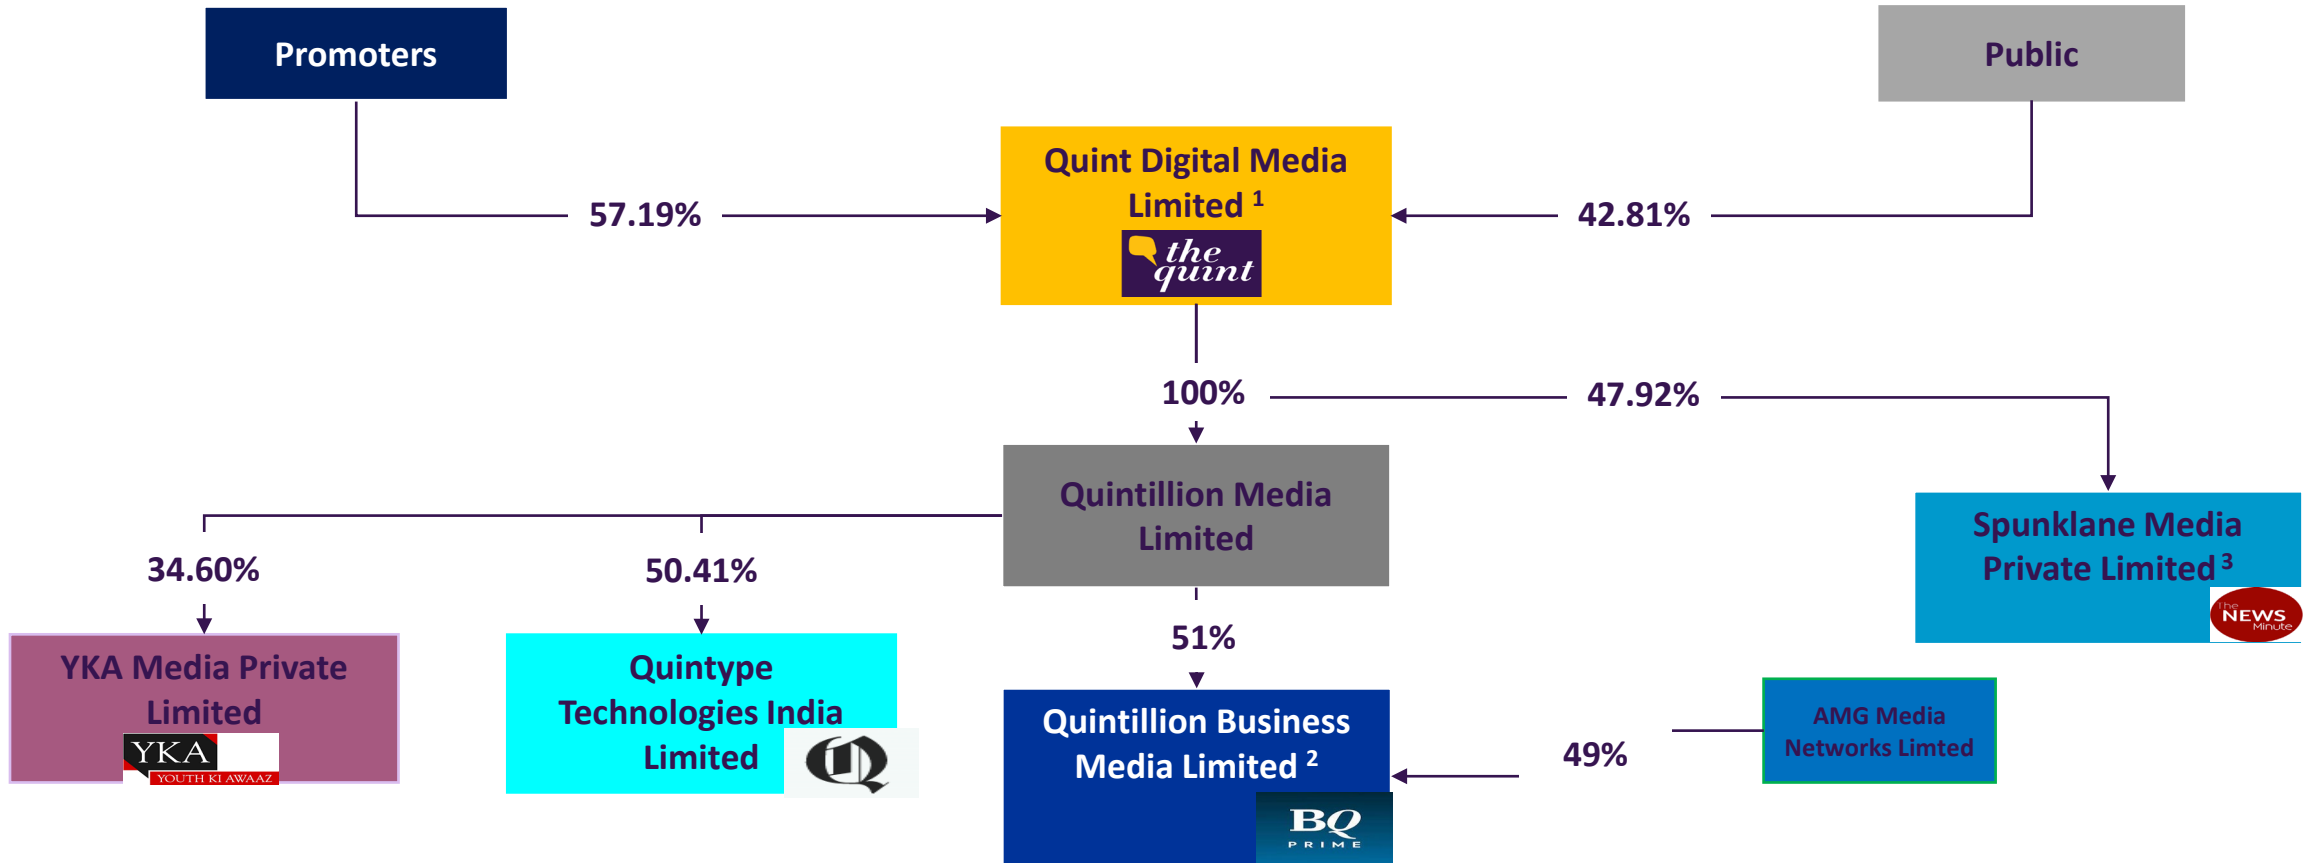 Promoters
Public
Quint Digital Media
Limited 1
the
quint
57.19%
42.81%
100%
47.92%
Quintillion Media
Limited
Spunklane Media
Private Limited 3
The
NEWS
Minute
34.60%
50.41%
51%
YKA Media Private
Limited
YKA
YOUTH KI AWAAZ
Quintype
Technologies India
Limited
Q
Quintillion Business
Media Limited 2
BQ
PRIME
49%
AMG Media
Networks Limted